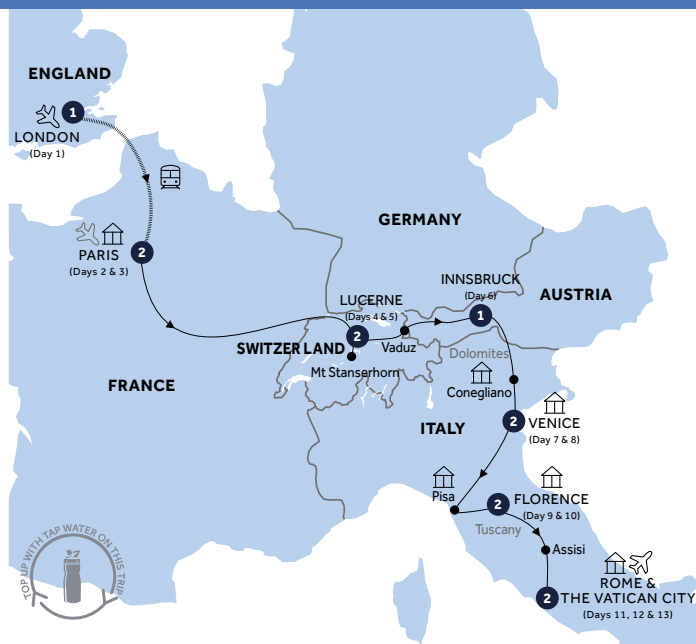 ENGLAND
1
LONDON
(Day 1)
2
PARIS
(Days 2 & 3)
GERMANY
INNSBRUCK
(Day 6)
1
AUSTRIA
LUCERNE
(Days 4 & 5)
2
SWITZERLAND
Vaduz
Mt Stanserhorn
Dolomites
FRANCE
Conegliano
ITALY
2
VENICE
(Day 7 & 8)
Pisa
2
FLORENCE
(Day 9 & 10)
Tuscany
Assisi
ROME &
2
THE VATICAN CITY
(Days 11, 12 & 13)
TOP UP WITH TAP WATER ON THIS TRIP